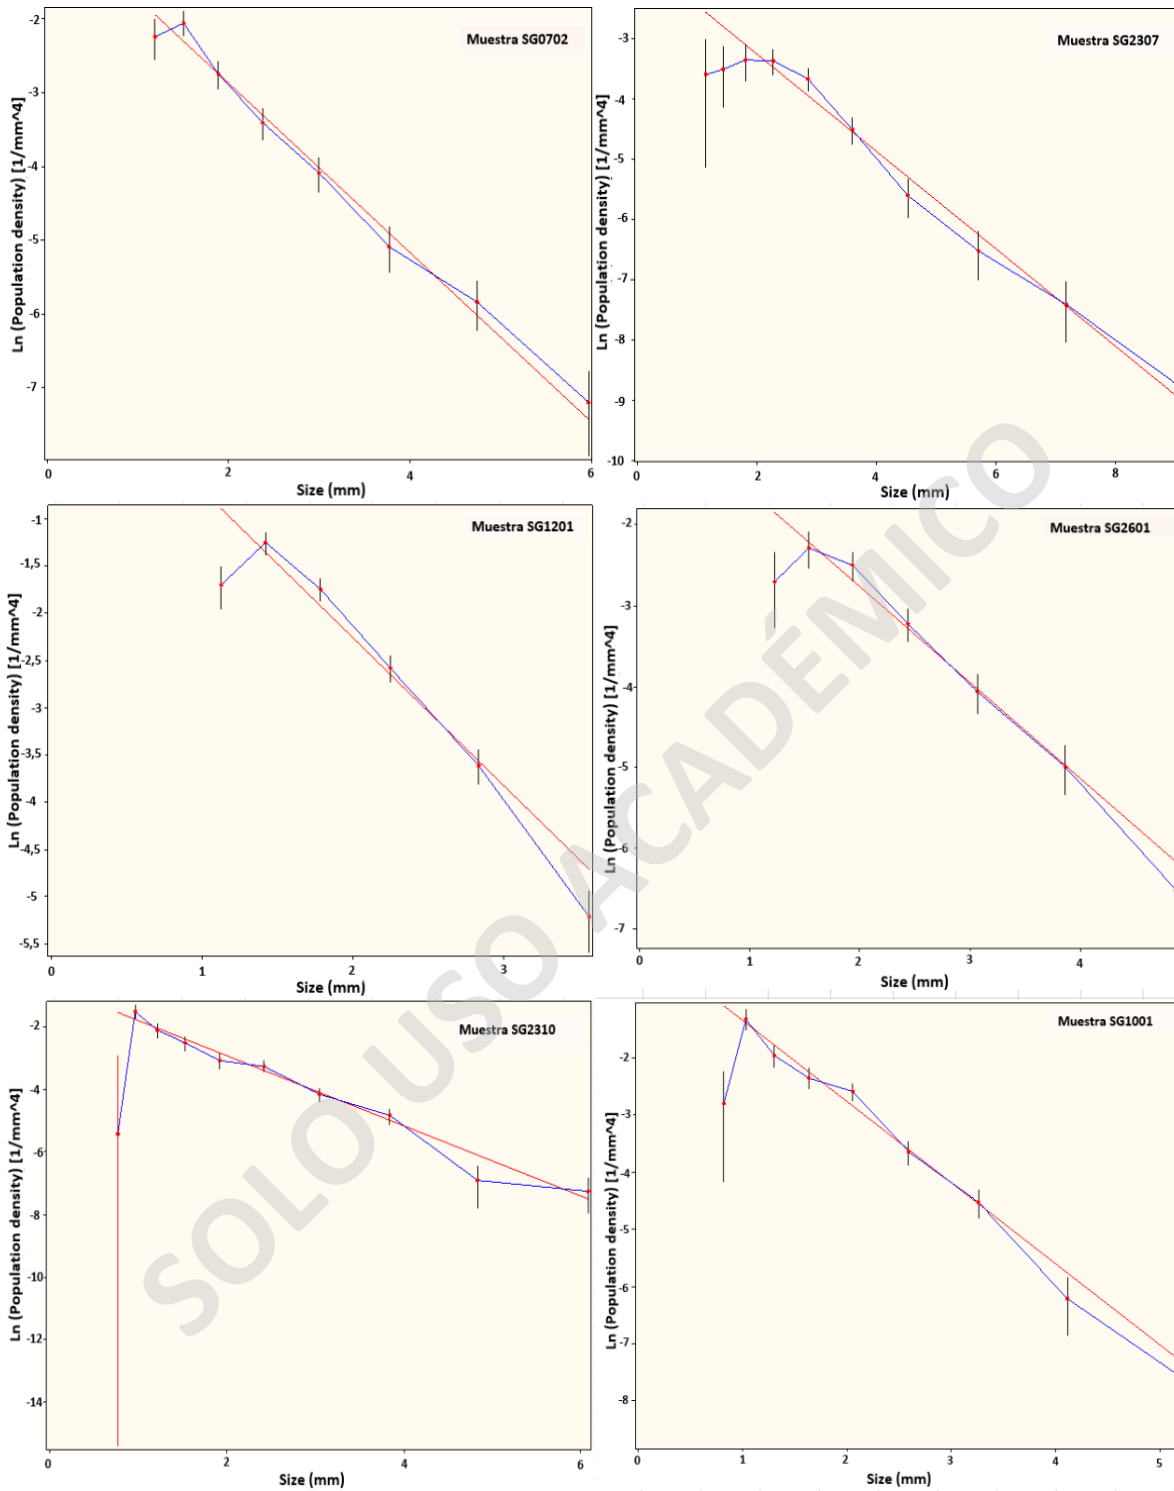 Muestra SG0702
Ln (Population density) [1/mm^4]
-2
-3
-4
-5
-6
-7
0 2 4 6
Size (mm)
Muestra SG2307
Ln (Population density) [1/mm^4]
-3
-4
-5
-6
-7
-8
-9
-10
0 2 4 6 8
Size (mm)
Muestra SG1201
Ln (Population density) [1/mm^4]
-1
-1,5
-2
-2,5
-3
-3,5
-4
-4,5
-5
-5,5
0 1 2 3
Size (mm)
Muestra SG2601
Ln (Population density) [1/mm^4]
-2
-3
-4
-5
-6
-7
0 1 2 3 4
Size (mm)
Muestra SG2310
Ln (Population density) [1/mm^4]
-2
-4
-6
-8
-10
-12
-14
0 2 4 6
Size (mm)
Muestra SG1001
Ln (Population density) [1/mm^4]
-2
-3
-4
-5
-6
-7
-8
0 1 2 3 4 5
Size (mm)
SOLO USO ACADÉMICO